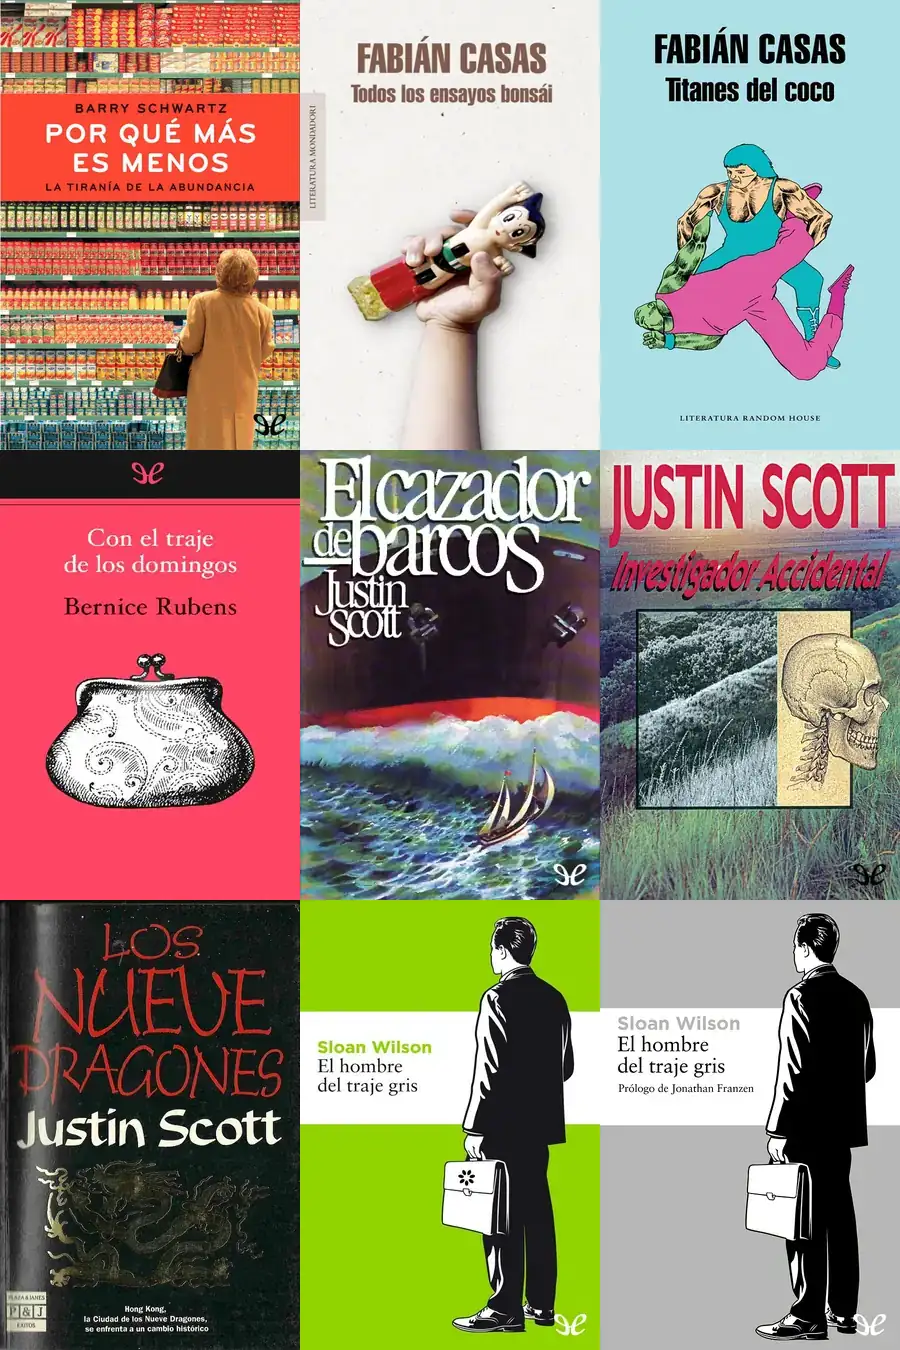 BARRY SCHWARTZ
POR QUÉ MÁS
ES MENOS
LA TIRANÍA DE LA ABUNDANCIA
LITERATURA MONDADORI
FABIÁN CASAS
Todos los ensayos bonsái
FABIÁN CASAS
Titanes del coco
LITERATURA RANDOM HOUSE
Con el traje
de los domingos
Bernice Rubens
El cazador
de barcos
Justin
Scott
JUSTIN SCOTT
Investigador Accidental
LOS
NUEVE
DRAGONES
Justin Scott
PLAZA & JANES
P & J
EXITOS
Hong Kong,
la Ciudad de los Nueve Dragones,
se enfrenta a un cambio histórico
Sloan Wilson
El hombre
del traje gris
Sloan Wilson
El hombre
del traje gris
Prólogo de Jonathan Franzen